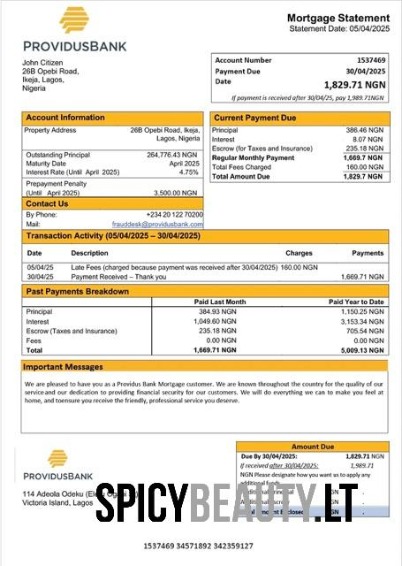 Mortgage Statement
Statement Date: 05/04/2025
PROVIDUSBANK
John Citizen
26B Opebi Road,
Ikeja, Lagos,
Nigeria
Account Number 1537469
Payment Due 30/04/2025
Date
1,829.71 NGN
If payment is received after 30/04/25, pay 1,989.71NGN
Account Information
Property Address 26B Opebi Road, Ikeja,
Lagos, Nigeria
Outstanding Principal 264,776.43 NGN
Maturity Date April 2025
Interest Rate (Until April 2025) 4.75%
Prepayment Penalty
(Until April 2025) 3,500.00 NGN
Contact Us
By Phone: +234 20 122 70200
Mail: frauddesk@providusbank.com
Current Payment Due
Principal 386.46 NGN
Interest 8.07 NGN
Escrow (for Taxes and Insurance) 235.18 NGN
Regular Monthly Payment 1,669.7 NGN
Total Fees Charged 160.00 NGN
Total Amount Due 1,829.7 NGN
Transaction Activity (05/04/2025 – 30/04/2025)
Date Description Charges Payments
05/04/25 Late Fees (charged because payment was received after 30/04/2025) 160.00 NGN
30/04/25 Payment Received – Thank you 1,669.71 NGN
Past Payments Breakdown
Paid Last Month Paid Year to Date
Principal 384.93 NGN 1,150.25 NGN
Interest 1,049.60 NGN 3,153.34 NGN
Escrow (Taxes and Insurance) 235.18 NGN 705.54 NGN
Fees 0.00 NGN 0.00 NGN
Total 1,669.71 NGN 5,009.13 NGN
Important Messages
We are pleased to have you as a Providus Bank Mortgage customer. We are known throughout the country for the quality of our
service and our dedication to providing financial security for our customers. We will do everything we can to make you feel at
home, and to ensure you receive the friendly, professional service you deserve.
PROVIDUSBANK
114 Adeola Odeku
Victoria Island, Lagos
Amount Due
Due By 30/04/2025: 1,829.71 NGN
If received after 30/04/2025: 1,989.71
NGN Please designate how you want us to apply any
additional funds.
SPICYBEAUTY.LT
1537469 34571892 342359127